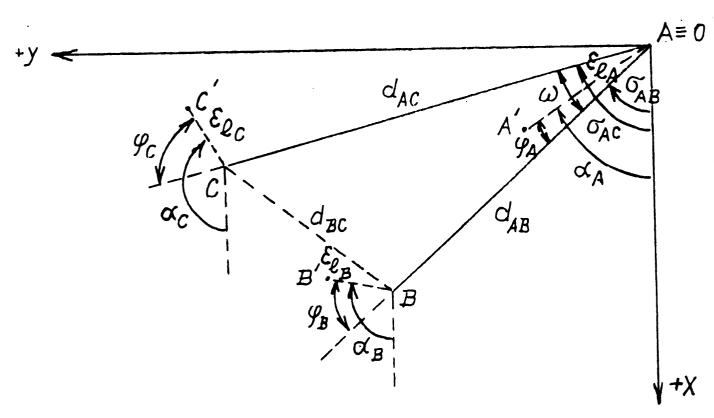 A≡O
+y
d_AC
ε_lA
ω
σ_AB
C'
ε_lC
A'
σ_AC
φ_C
φ_A
C
α_A
α_C
d_BC
d_AB
ε_lB
B'
B
φ_B
α_B
+X